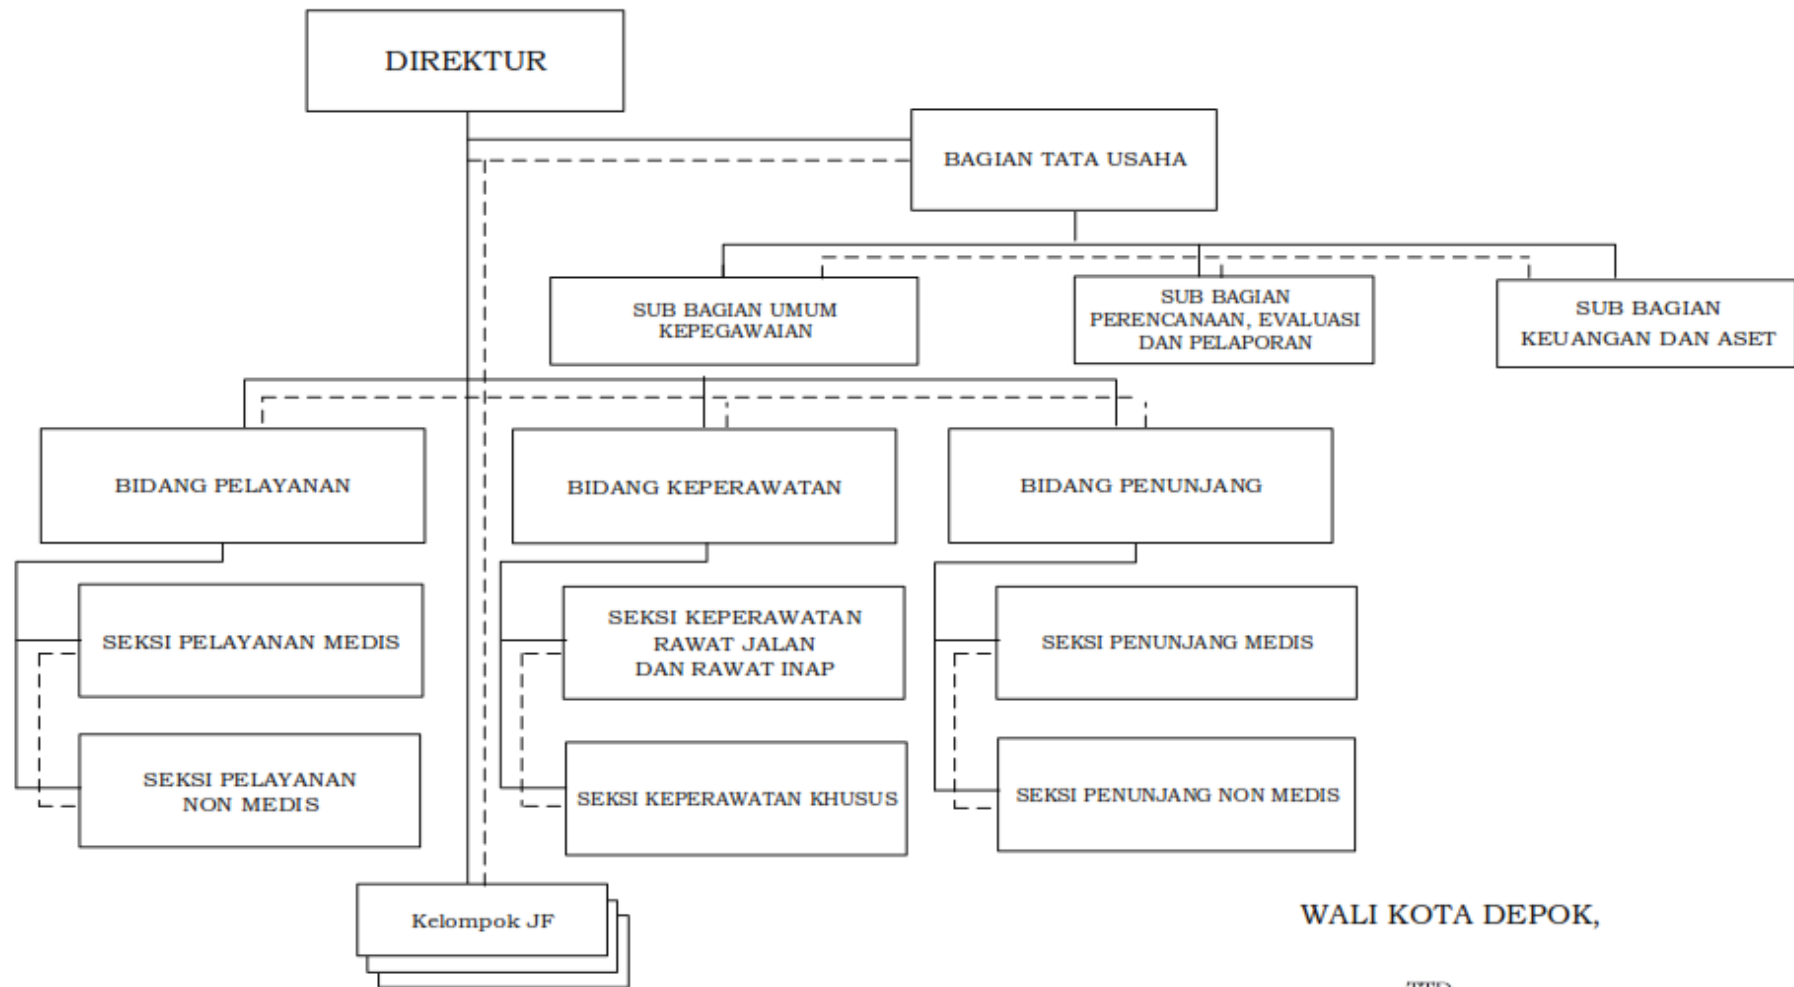 DIREKTUR
BAGIAN TATA USAHA
SUB BAGIAN UMUM
KEPEGAWAIAN
SUB BAGIAN
PERENCANAAN, EVALUASI
DAN PELAPORAN
SUB BAGIAN
KEUANGAN DAN ASET
BIDANG PELAYANAN
BIDANG KEPERAWATAN
BIDANG PENUNJANG
SEKSI PELAYANAN MEDIS
SEKSI KEPERAWATAN
RAWAT JALAN
DAN RAWAT INAP
SEKSI PENUNJANG MEDIS
SEKSI PELAYANAN
NON MEDIS
SEKSI KEPERAWATAN KHUSUS
SEKSI PENUNJANG NON MEDIS
Kelompok JF
WALI KOTA DEPOK,